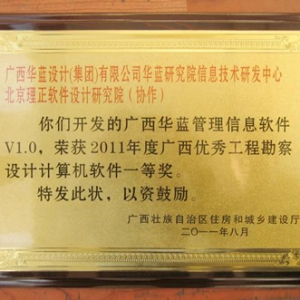 广西华蓝设计(集团)有限公司华蓝研究院信息技术研发中心
北京理正软件设计研究院（协作）
你们开发的广西华蓝管理信息软件
V1.0，荣获2011年度广西优秀工程勘察
设计计算机软件一等奖。
特发此状，以资鼓励。
广西壮族自治区住房和城乡建设厅
二〇一一年八月